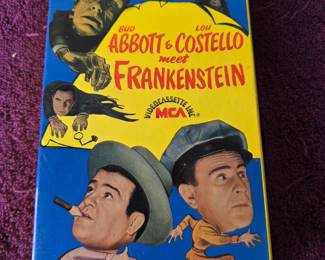 BUD LOU
ABBOTT & COSTELLO
meet
FRANKENSTEIN
VIDEOCASSETTE INC.
MCA